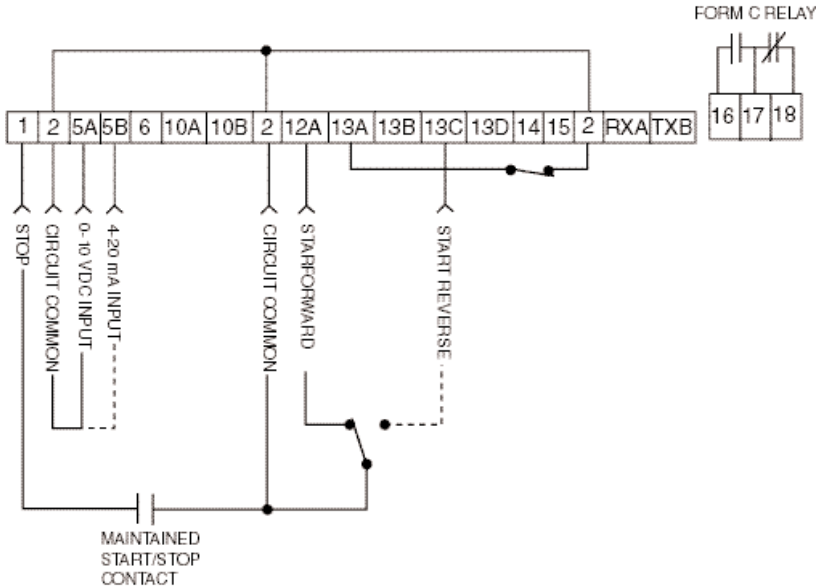 FORM C RELAY
16 17 18
1 2 5A 5B 6 10A 10B 2 12A 13A 13B 13C 13D 14 15 2 RXA TXB
STOP
CIRCUIT COMMON
0-10 VDC INPUT
4-20 mA INPUT
CIRCUIT COMMON
STARFORWARD
START REVERSE
MAINTAINED
START/STOP
CONTACT